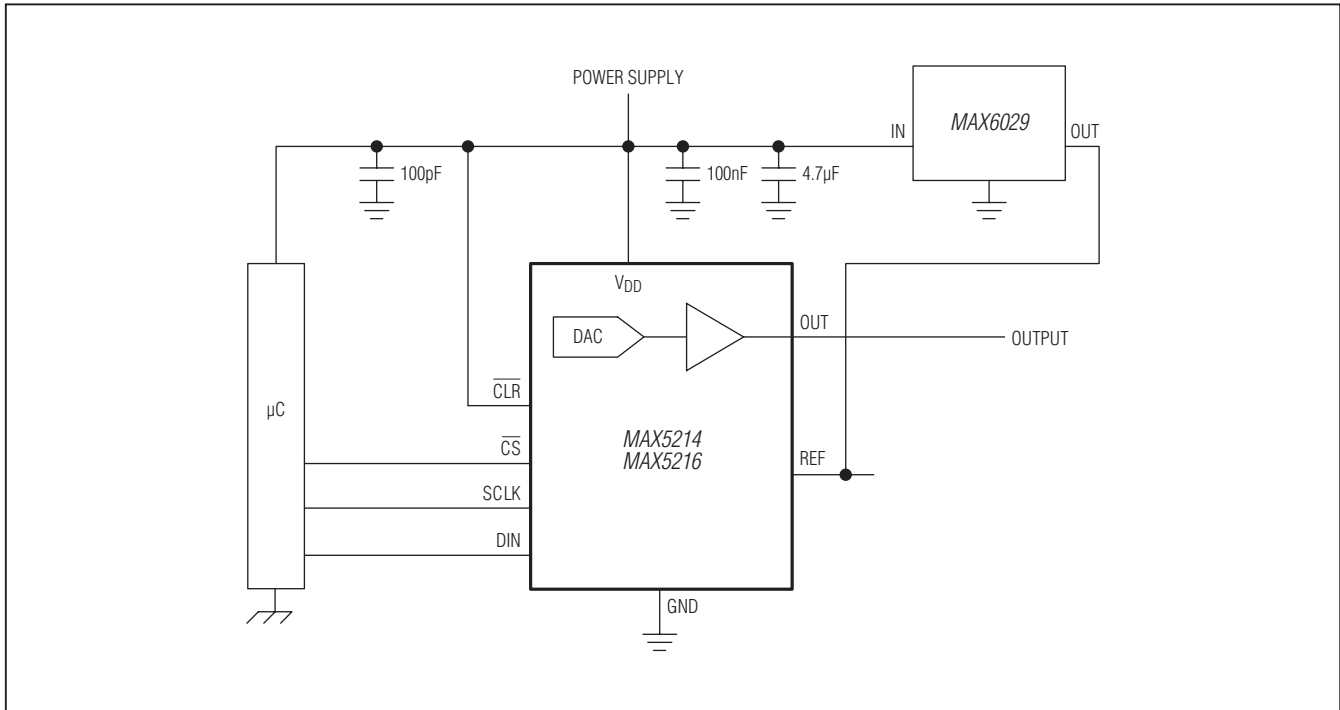 POWER SUPPLY
IN
MAX6029
OUT
100pF
100nF
4.7µF
VDD
DAC
OUT
OUTPUT
CLR
µC
MAX5214
MAX5216
CS
REF
SCLK
DIN
GND